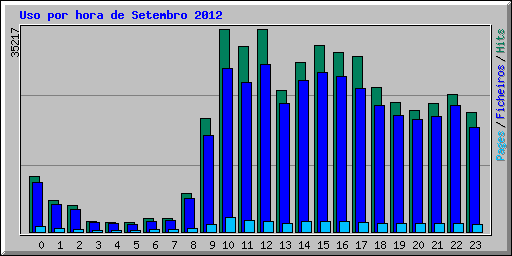 Uso por hora de Setembro 2012
35217
Pages / Ficheiros / Hits
0 1 2 3 4 5 6 7 8 9 10 11 12 13 14 15 16 17 18 19 20 21 22 23